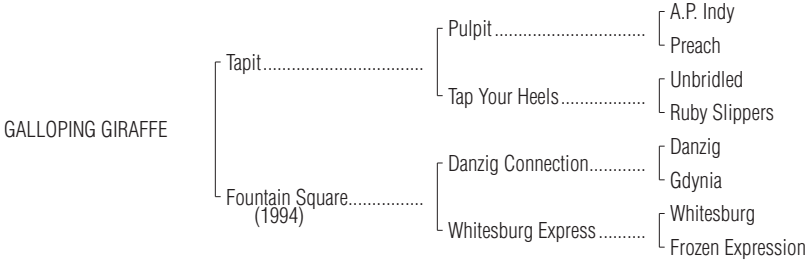 A.P. Indy
Pulpit..............................
Preach
Tapit................................
Unbridled
Tap Your Heels.................
Ruby Slippers
GALLOPING GIRAFFE
Danzig
Danzig Connection...........
Gdynia
Fountain Square...............
(1994)
Whitesburg
Whitesburg Express .........
Frozen Expression